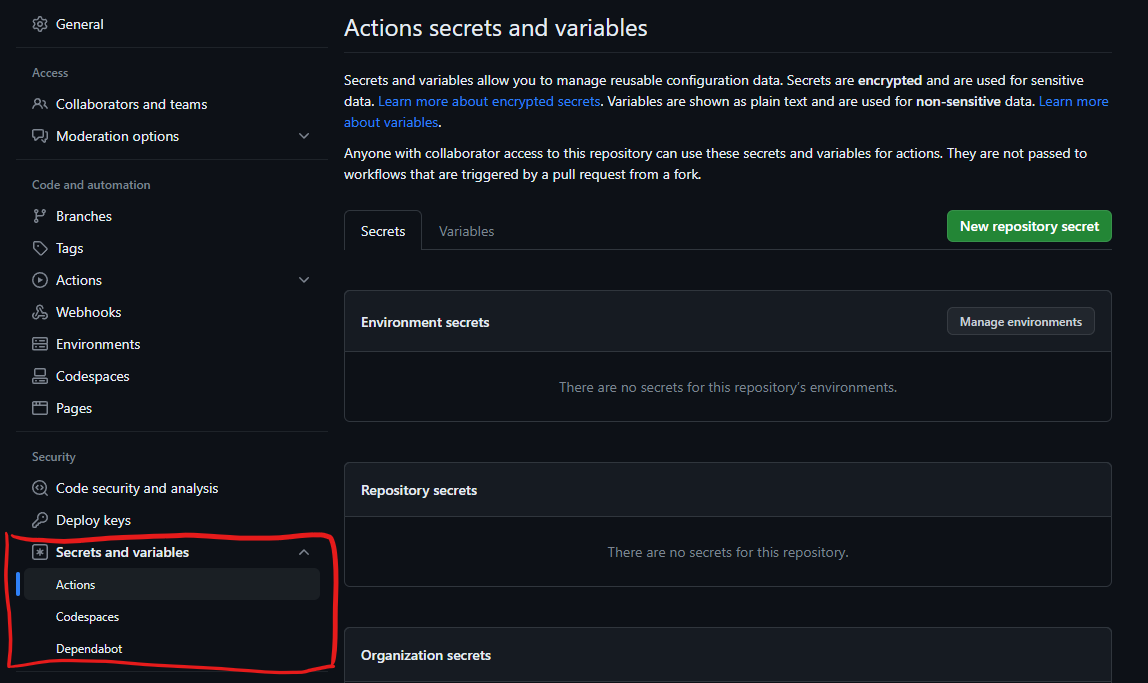 General
Access
Collaborators and teams
Moderation options
Code and automation
Branches
Tags
Actions
Webhooks
Environments
Codespaces
Pages
Security
Code security and analysis
Deploy keys
Secrets and variables
Actions
Codespaces
Dependabot
Actions secrets and variables
Secrets and variables allow you to manage reusable configuration data. Secrets are encrypted and are used for sensitive
data. Learn more about encrypted secrets. Variables are shown as plain text and are used for non-sensitive data. Learn more
about variables.
Anyone with collaborator access to this repository can use these secrets and variables for actions. They are not passed to
workflows that are triggered by a pull request from a fork.
Secrets
Variables
New repository secret
Environment secrets
Manage environments
There are no secrets for this repository's environments.
Repository secrets
There are no secrets for this repository.
Organization secrets